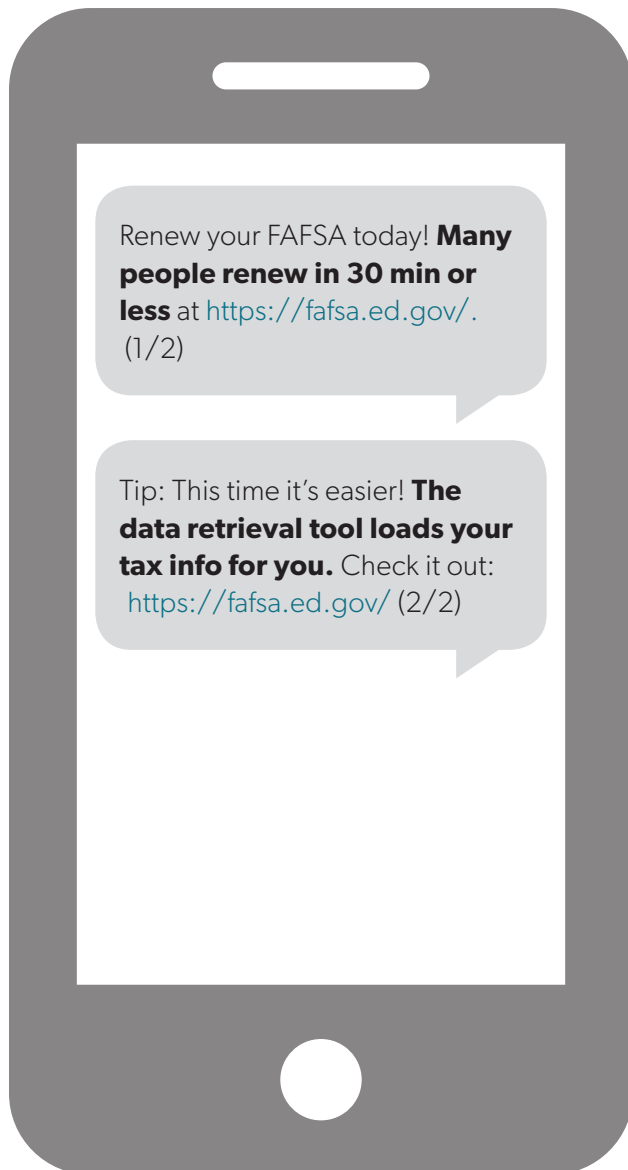 Renew your FAFSA today! Many
people renew in 30 min or
less at https://fafsa.ed.gov/.
(1/2)
Tip: This time it's easier! The
data retrieval tool loads your
tax info for you. Check it out:
https://fafsa.ed.gov/ (2/2)